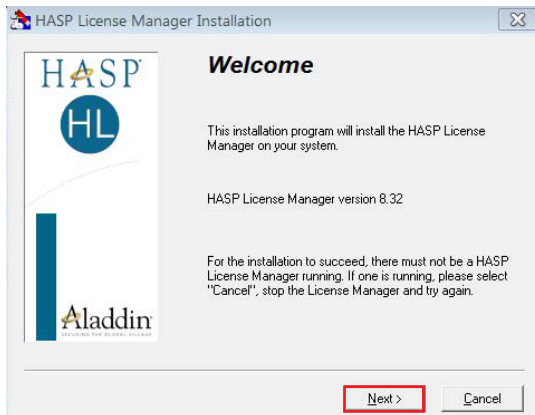 HASP License Manager Installation
HASP
HL
Aladdin
SECURING THE GLOBAL VILLAGE
Welcome
This installation program will install the HASP License
Manager on your system.
HASP License Manager version 8.32
For the installation to succeed, there must not be a HASP
License Manager running. If one is running, please select
"Cancel", stop the License Manager and try again.
Next >
Cancel